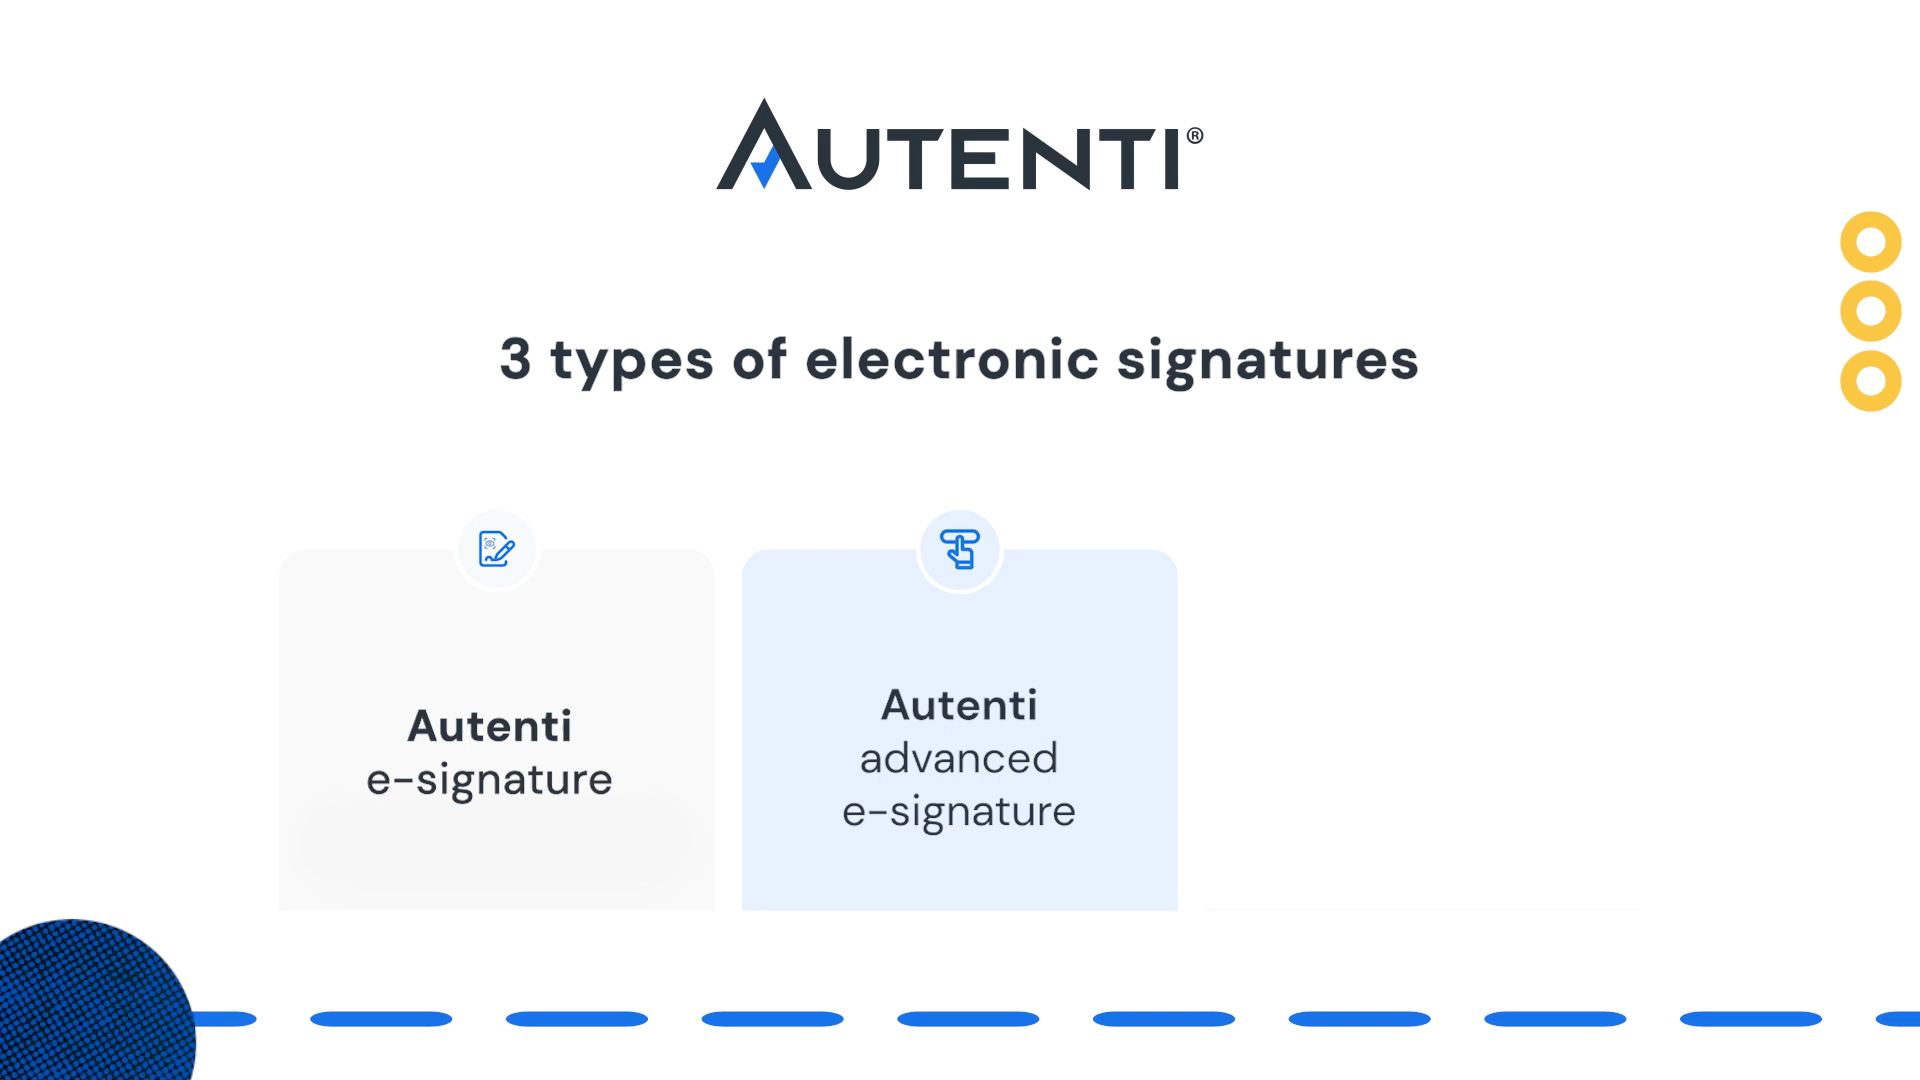 AUTENTI®
3 types of electronic signatures
Autenti
e-signature
Autenti
advanced
e-signature